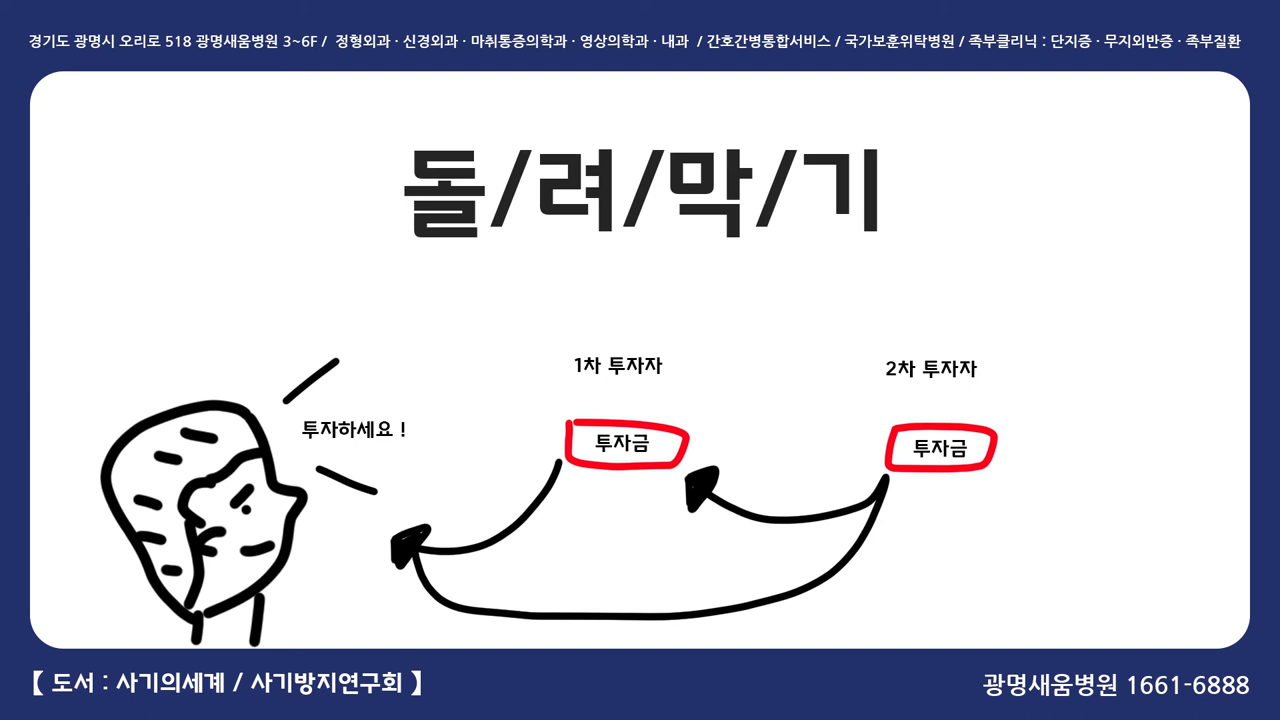 경기도 광명시 오리로 518 광명새움병원 3~6F / 정형외과 · 신경외과 · 마취통증의학과 · 영상의학과 · 내과 / 간호간병통합서비스 / 국가보훈위탁병원 / 족부클리닉 : 단지증 · 무지외반증 · 족부질환
돌/려/막/기
1차 투자자
2차 투자자
투자하세요 !
투자금
투자금
【 도서 : 사기의세계 / 사기방지연구회 】
광명새움병원 1661-6888